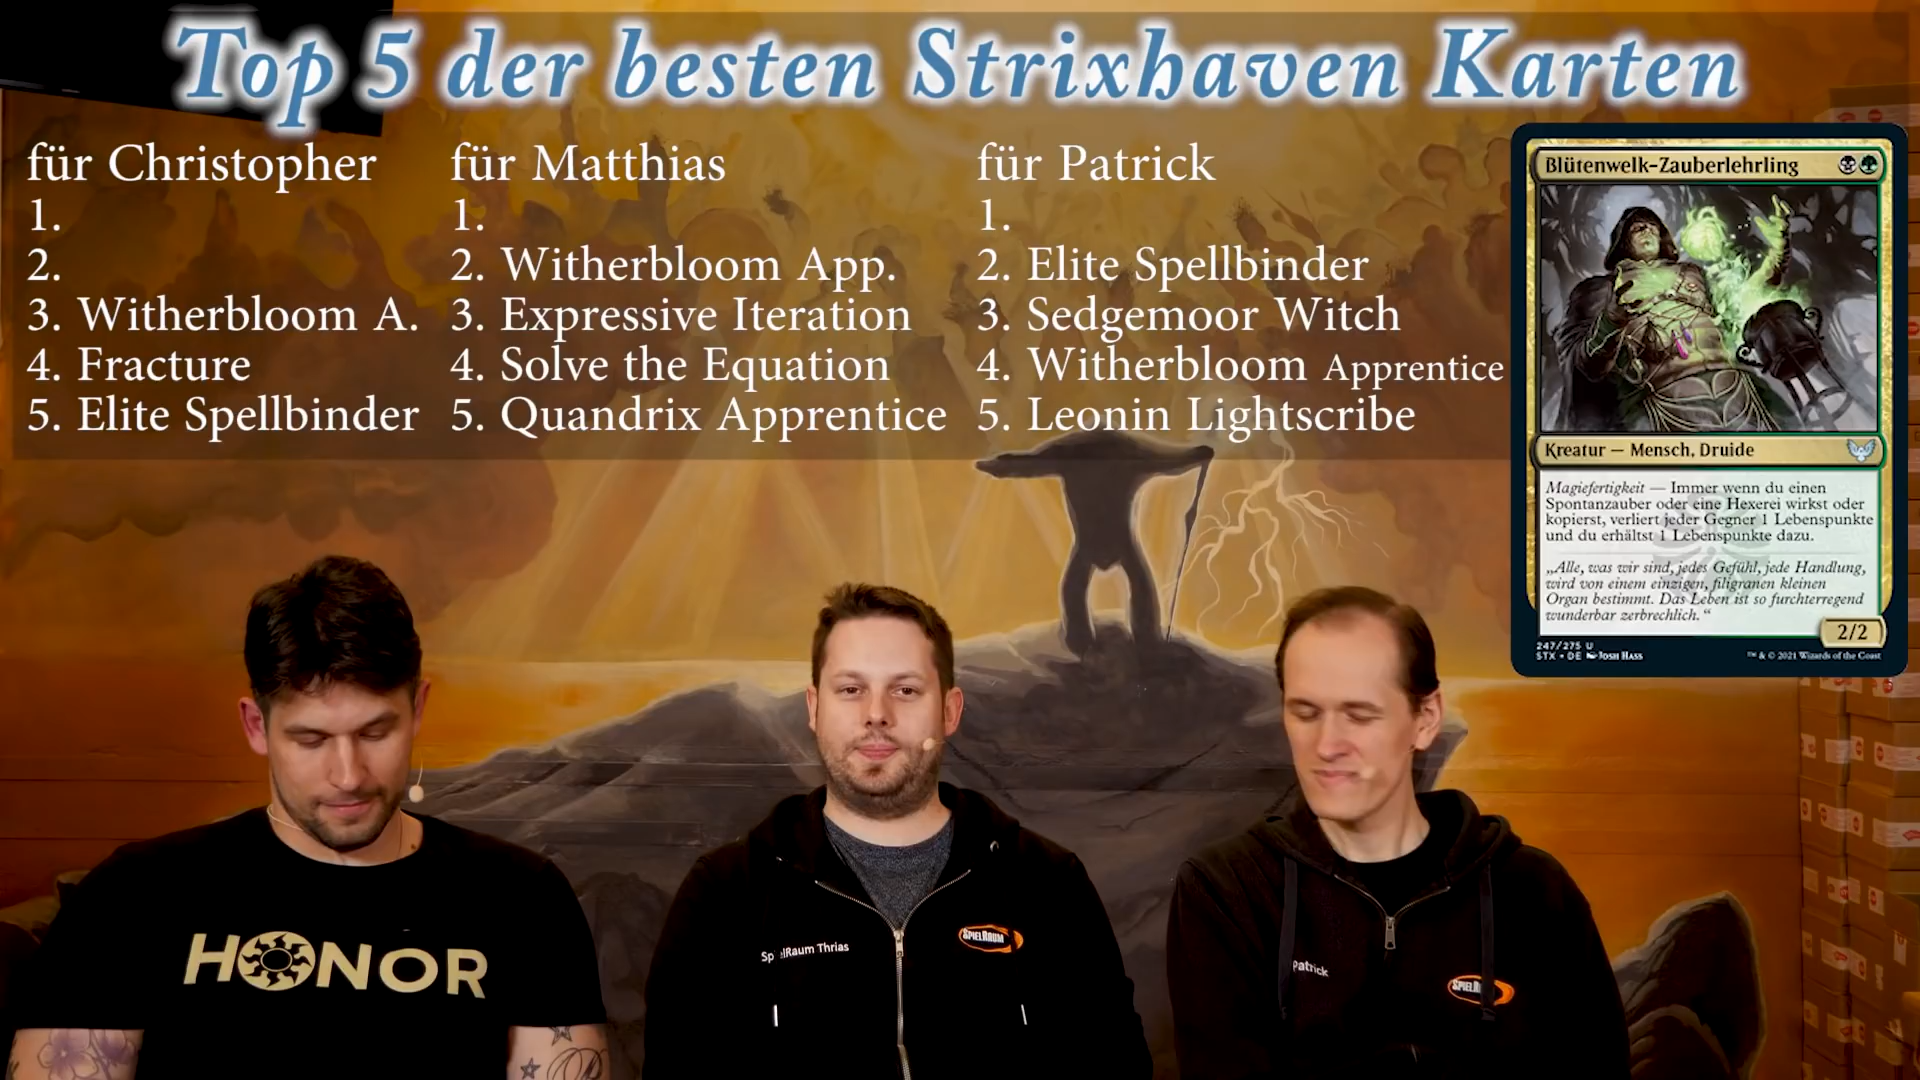 Top 5 der besten Strixhaven Karten
für Christopher
1.
2.
3. Witherbloom A.
4. Fracture
5. Elite Spellbinder
für Matthias
1.
2. Witherbloom App.
3. Expressive Iteration
4. Solve the Equation
5. Quandrix Apprentice
für Patrick
1.
2. Elite Spellbinder
3. Sedgemoor Witch
4. Witherbloom Apprentice
5. Leonin Lightscribe
Blütenwelk-Zauberlehrling
Kreatur — Mensch, Druide
Magiefertigkeit — Immer wenn du einen
Spontanzauber oder eine Hexerei wirkst oder
kopierst, verliert jeder Gegner 1 Lebenspunkte
und du erhältst 1 Lebenspunkte dazu.
„Alle, was wir sind, jedes Gefühl, jede Handlung,
wird von einem einzigen, filigranen kleinen
Organ bestimmt. Das Leben ist so furchterregend
wunderbar zerbrechlich.“
2/2
247/275 U
STX • DE Josh Hass
™ & © 2021 Wizards of the Coast
HONOR
SpielRaum Thrias
SPIELRAUM
Patrick